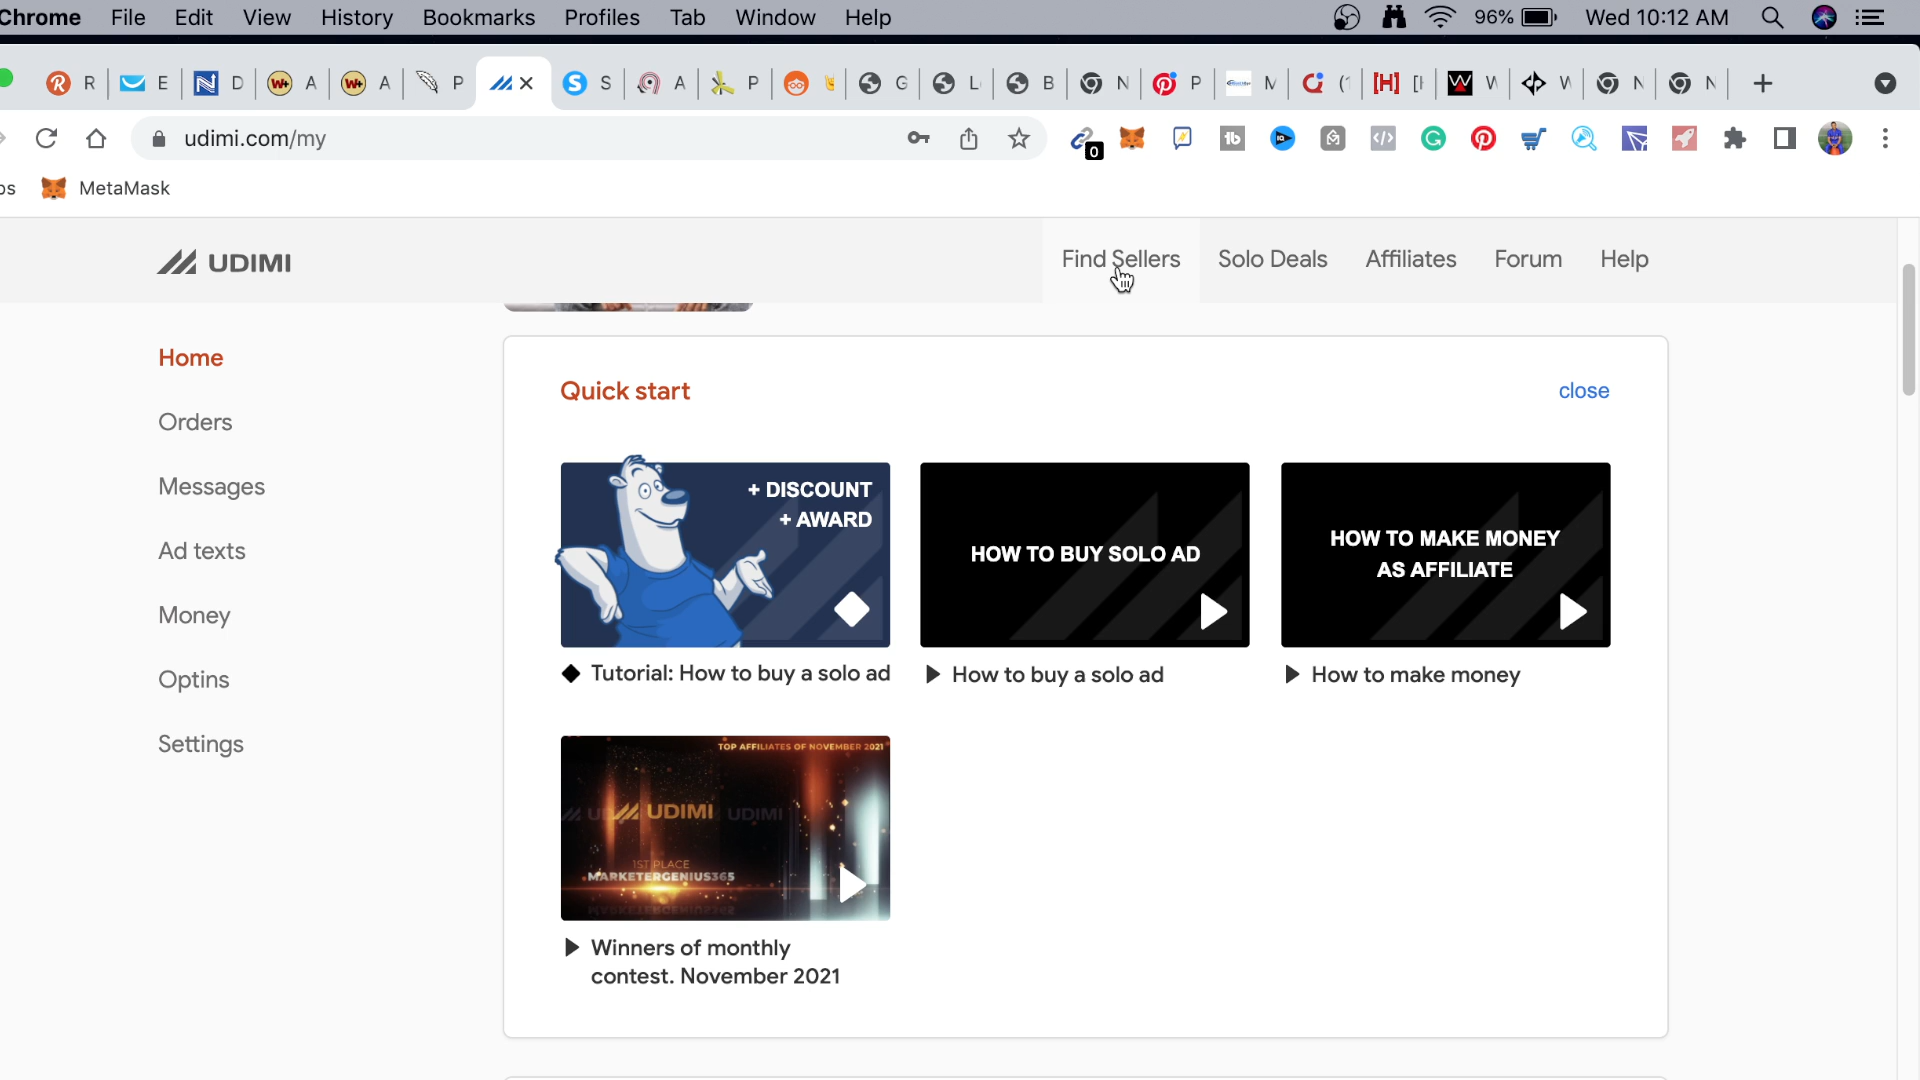 Chrome File Edit View History Bookmarks Profiles Tab Window Help 96% Wed 10:12 AM
R E D A A P S A P G L B N P M (1 [H] W W N N
udimi.com/my
0
os MetaMask
UDIMI Find Sellers Solo Deals Affiliates Forum Help
Home
Orders
Messages
Ad texts
Money
Optins
Settings
Quick start close
+ DISCOUNT
+ AWARD
HOW TO BUY SOLO AD
HOW TO MAKE MONEY
AS AFFILIATE
Tutorial: How to buy a solo ad
How to buy a solo ad
How to make money
TOP AFFILIATES OF NOVEMBER 2021
UDIMI UDIMI
1ST PLACE
MARKETERGENIUS365
Winners of monthly
contest. November 2021